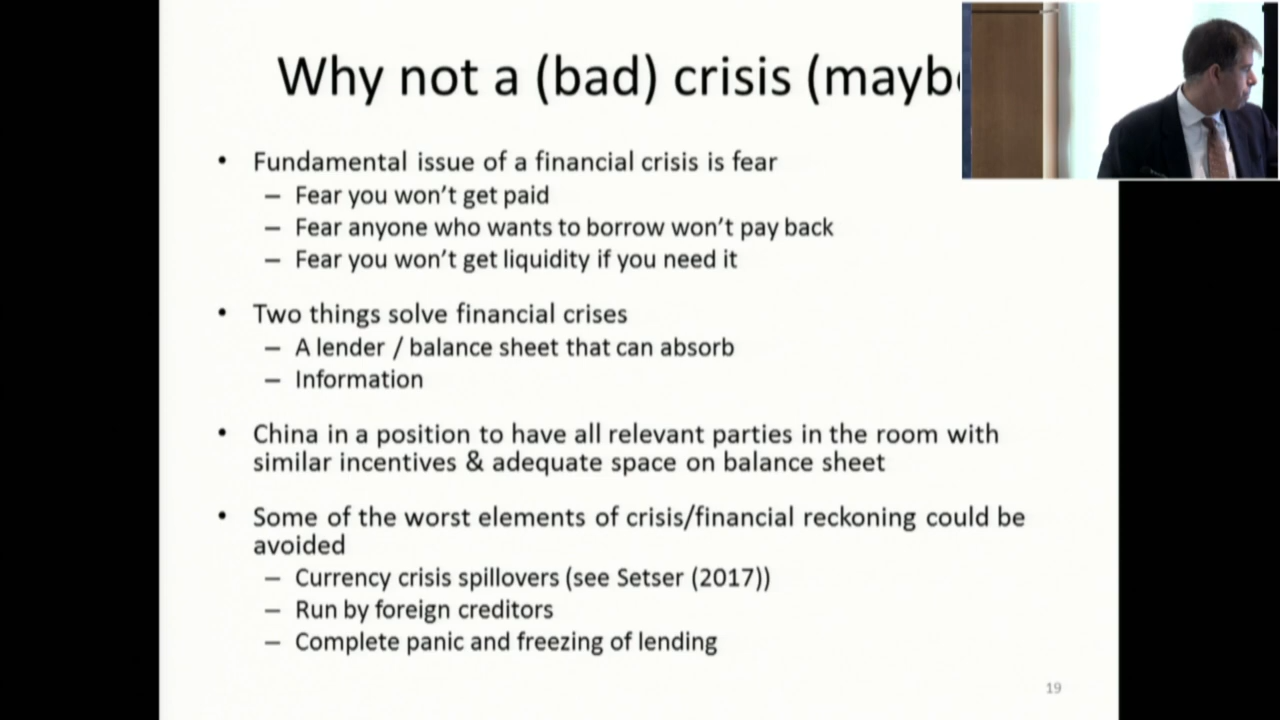 Why not a (bad) crisis (mayb
• Fundamental issue of a financial crisis is fear
– Fear you won’t get paid
– Fear anyone who wants to borrow won’t pay back
– Fear you won’t get liquidity if you need it
• Two things solve financial crises
– A lender / balance sheet that can absorb
– Information
• China in a position to have all relevant parties in the room with
similar incentives & adequate space on balance sheet
• Some of the worst elements of crisis/financial reckoning could be
avoided
– Currency crisis spillovers (see Setser (2017))
– Run by foreign creditors
– Complete panic and freezing of lending
19